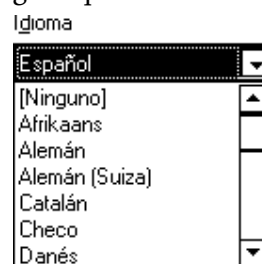 Idioma
Español
[Ninguno]
Afrikaans
Alemán
Alemán (Suiza)
Catalán
Checo
Danés